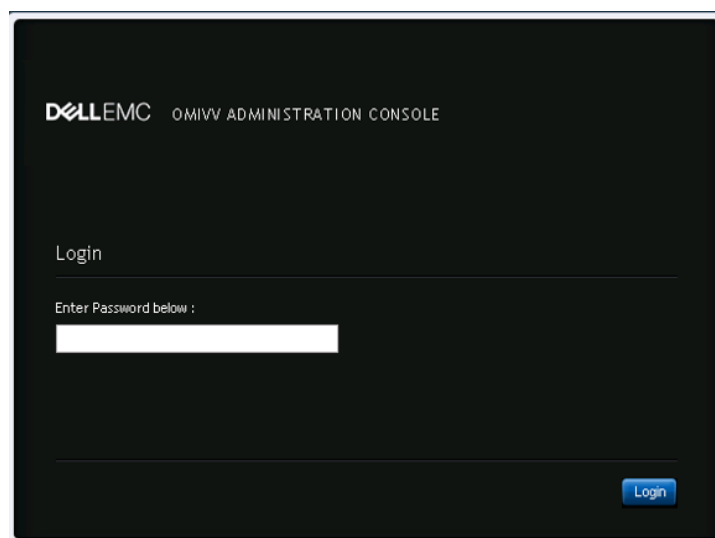 DELLEMC OMIVV ADMINISTRATION CONSOLE
Login
Enter Password below :
Login